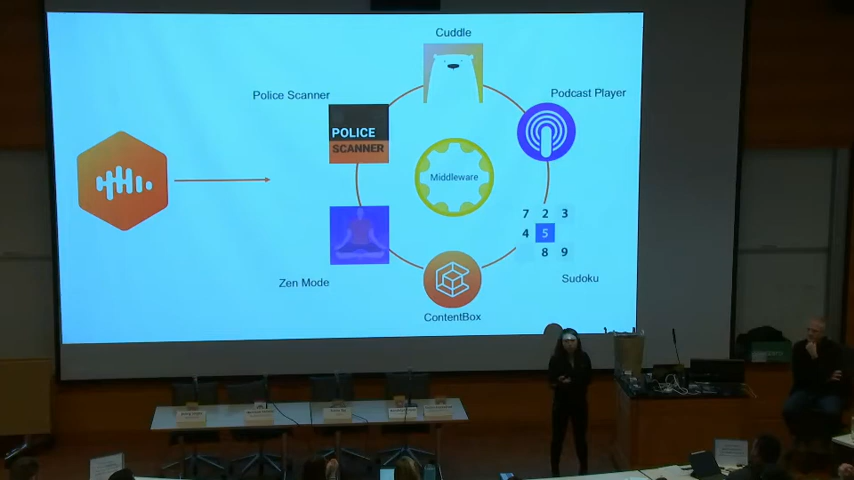 Cuddle
Police Scanner
Podcast Player
POLICE
SCANNER
Middleware
7 2 3
4 5
8 9
Zen Mode
Sudoku
ContentBox